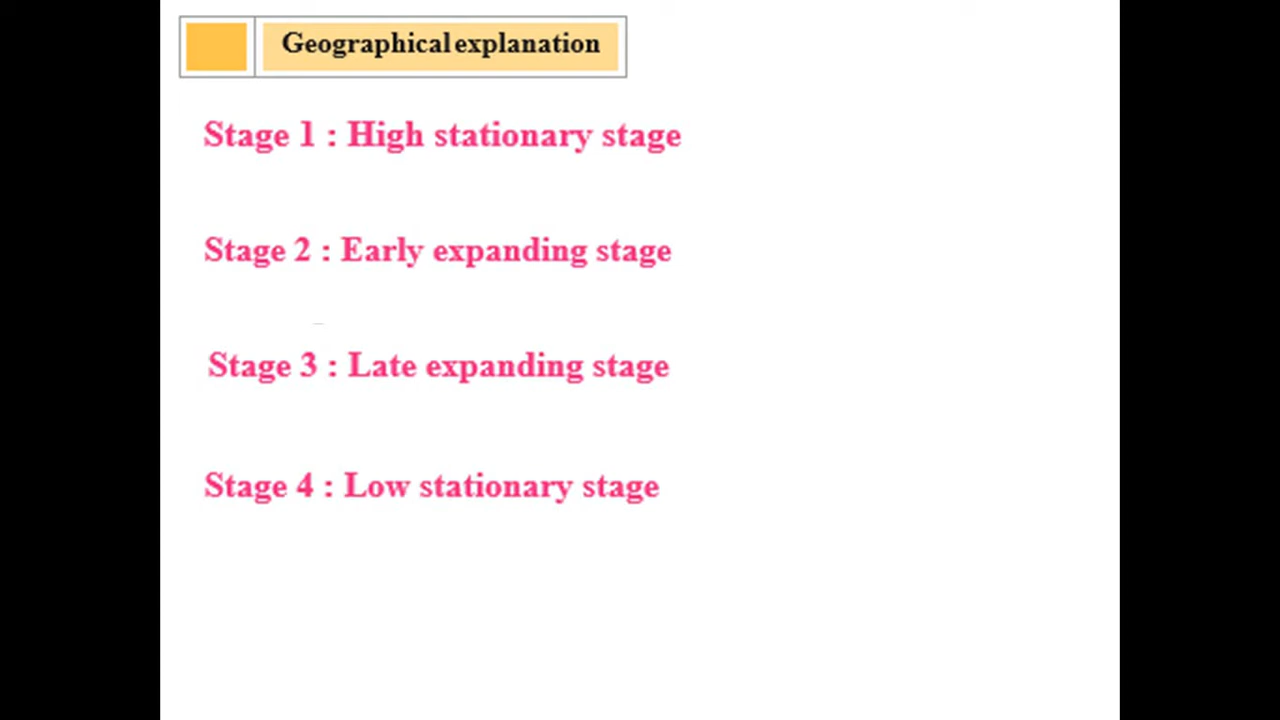 Geographical explanation
Stage 1 : High stationary stage
Stage 2 : Early expanding stage
Stage 3 : Late expanding stage
Stage 4 : Low stationary stage